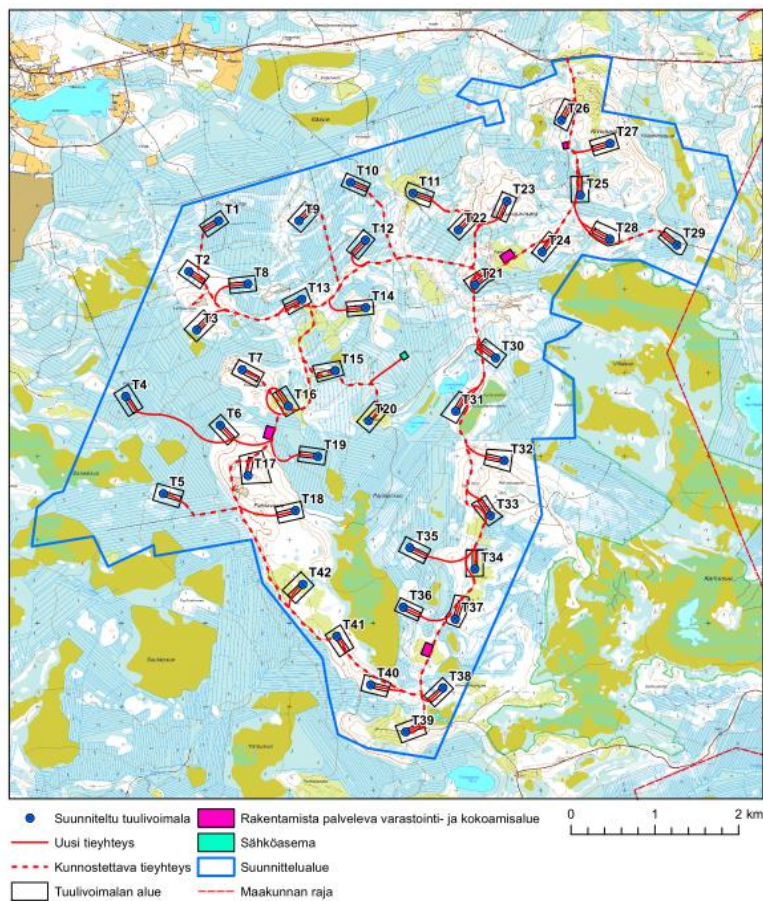 T26
T27
T10
T11
T23
T25
T1
T9
T22
T12
T28
T29
T24
T2
T8
T21
T13
T14
T3
T30
T7
T15
T4
T16
T31
T6
T20
T19
T32
T17
T5
T18
T33
T35
T34
T42
T36
T37
T41
T40
T38
T39
Suunniteltu tuulivoimala
Uusi tieyhteys
Kunnostettava tieyhteys
Tuulivoimalan alue
Rakentamista palveleva varastointi- ja kokoamisalue
Sähköasema
Suunnittelualue
Maakunnan raja
0 1 2 km